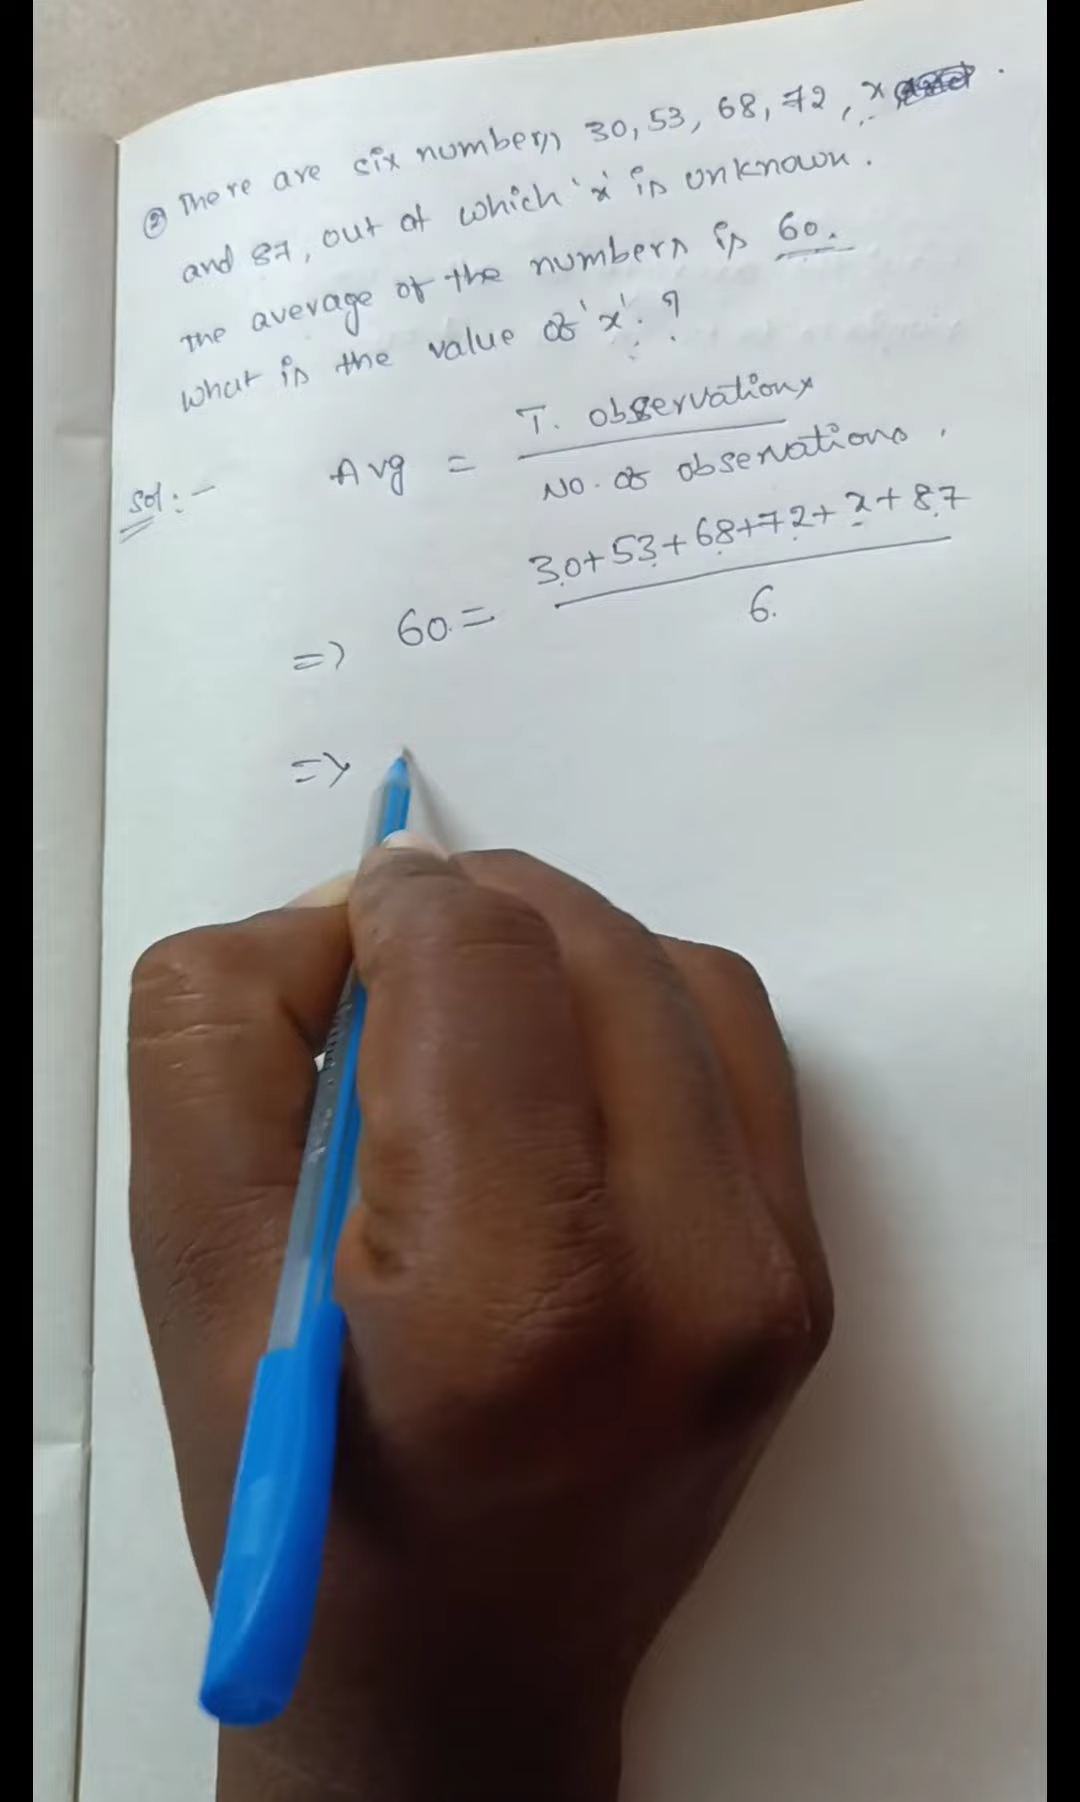 ② There are six numbers 30, 53, 68, 72, x
and 87, out of which 'x' is unknown.
The average of the numbers is 60.
What is the value of 'x'. ?
Sol:- Avg = T. observations / No. of observations.
=> 60 = 30+53+68+72+x+87 / 6.
=>